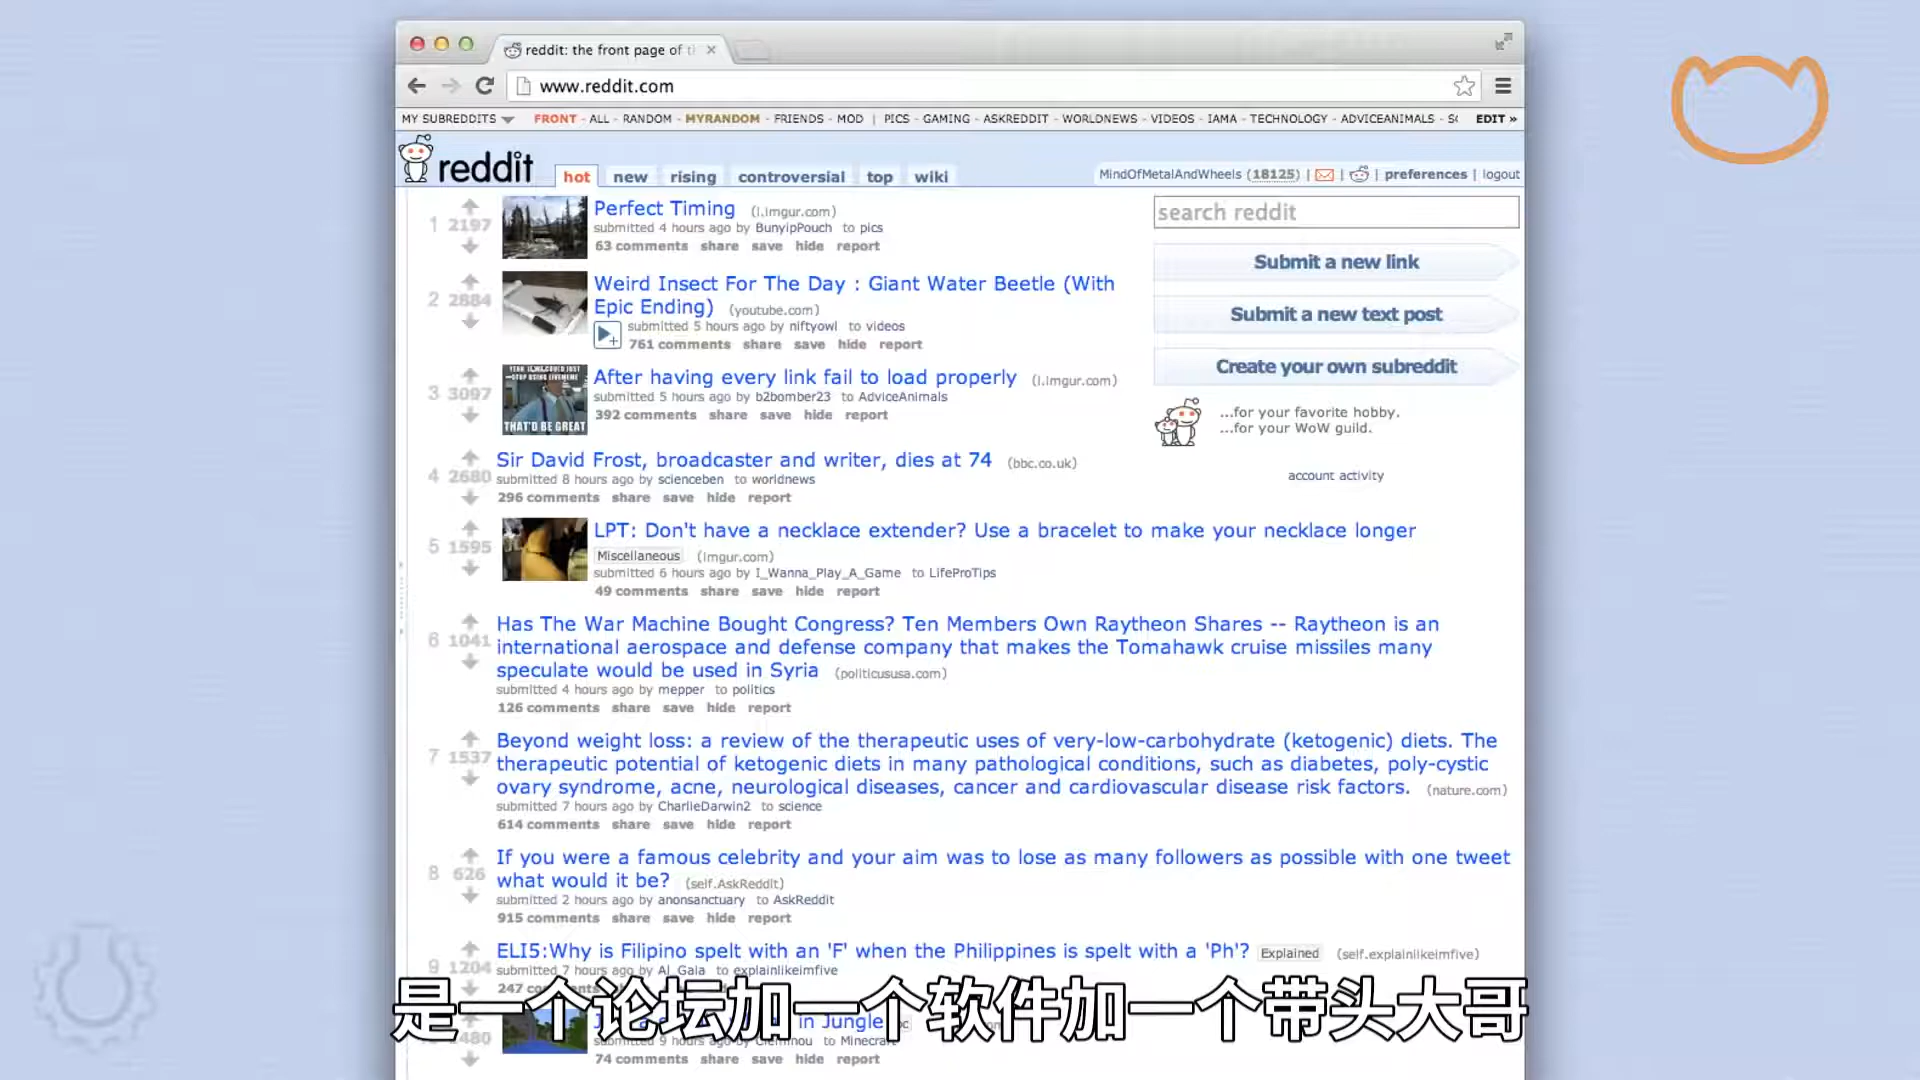 reddit: the front page of t
www.reddit.com
MY SUBREDDITS FRONT - ALL - RANDOM - MYRANDOM - FRIENDS - MOD | PICS - GAMING - ASKREDDIT - WORLDNEWS - VIDEOS - IAMA - TECHNOLOGY - ADVICEANIMALS - EDIT »
reddit hot new rising controversial top wiki
MindOfMetalAndWheels (18125) | | | preferences | logout
1 2197
Perfect Timing (i.imgur.com)
submitted 4 hours ago by BunyipPouch to pics
63 comments share save hide report
2 2884
Weird Insect For The Day : Giant Water Beetle (With
Epic Ending) (youtube.com)
submitted 5 hours ago by niftyowl to videos
761 comments share save hide report
3 3097
THAT'D BE GREAT
After having every link fail to load properly (i.imgur.com)
submitted 5 hours ago by b2bomber23 to AdviceAnimals
392 comments share save hide report
4 2680
Sir David Frost, broadcaster and writer, dies at 74 (bbc.co.uk)
submitted 8 hours ago by scienceben to worldnews
296 comments share save hide report
5 1595
LPT: Don't have a necklace extender? Use a bracelet to make your necklace longer
Miscellaneous (imgur.com)
submitted 6 hours ago by I_Wanna_Play_A_Game to LifeProTips
49 comments share save hide report
6 1041
Has The War Machine Bought Congress? Ten Members Own Raytheon Shares -- Raytheon is an
international aerospace and defense company that makes the Tomahawk cruise missiles many
speculate would be used in Syria (politicususa.com)
submitted 4 hours ago by mepper to politics
126 comments share save hide report
7 1537
Beyond weight loss: a review of the therapeutic uses of very-low-carbohydrate (ketogenic) diets. The
therapeutic potential of ketogenic diets in many pathological conditions, such as diabetes, poly-cystic
ovary syndrome, acne, neurological diseases, cancer and cardiovascular disease risk factors. (nature.com)
submitted 7 hours ago by CharlieDarwin2 to science
614 comments share save hide report
8 626
If you were a famous celebrity and your aim was to lose as many followers as possible with one tweet
what would it be? (self.AskReddit)
submitted 2 hours ago by anonsanctuary to AskReddit
915 comments share save hide report
9 1204
ELI5:Why is Filipino spelt with an 'F' when the Philippines is spelt with a 'Ph'? Explained (self.explainlikeimfive)
submitted 7 hours ago by Al_Gala to explainlikeimfive
247
in Jungle
2480
submitted 9 hours ago by to Minecraft
74 comments share save hide report
search reddit
Submit a new link
Submit a new text post
Create your own subreddit
...for your favorite hobby.
...for your WoW guild.
account activity
是一个论坛加一个软件加一个带头大哥